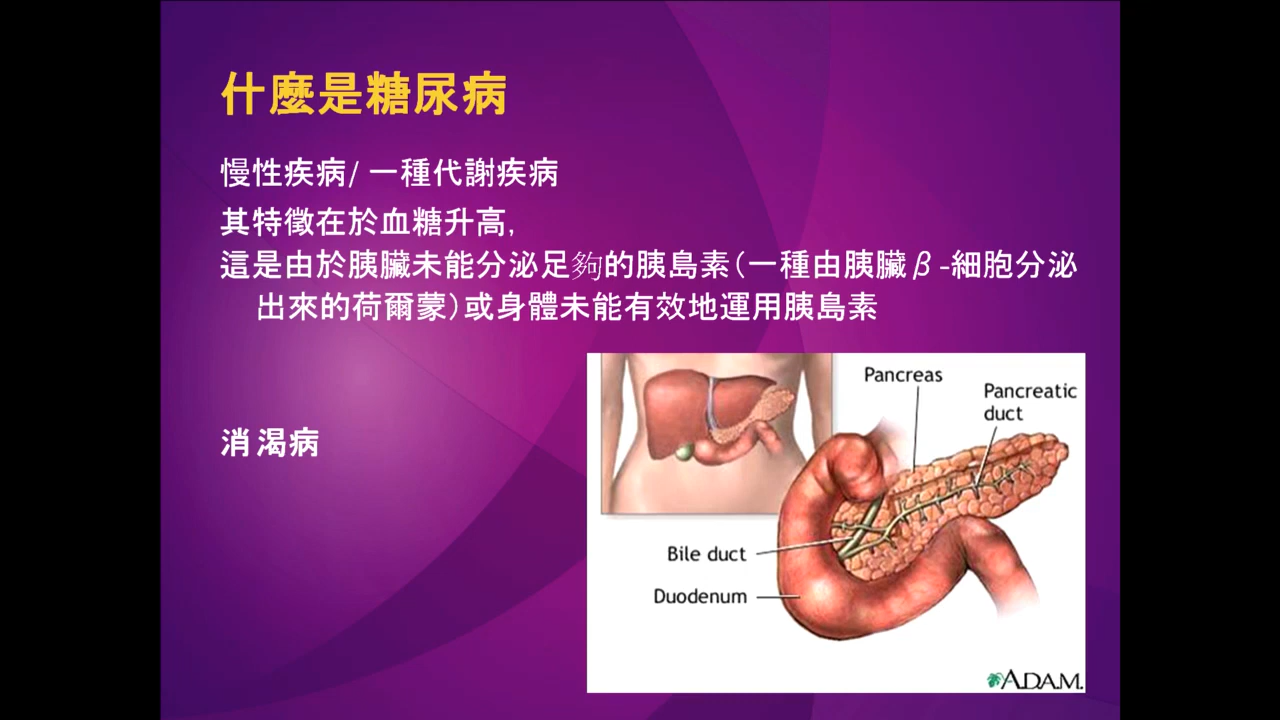 什麼是糖尿病
慢性疾病/ 一種代謝疾病
其特徵在於血糖升高,
這是由於胰臟未能分泌足夠的胰島素(一種由胰臟β-細胞分泌
出來的荷爾蒙)或身體未能有效地運用胰島素
消渴病
Pancreas
Pancreatic
duct
Bile duct
Duodenum
A.D.A.M.